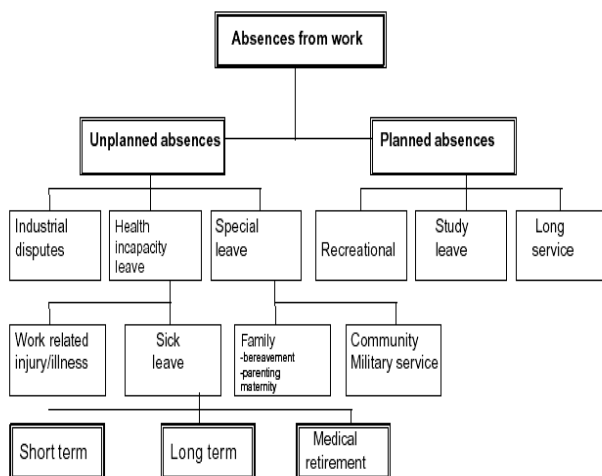 Absences from work
Unplanned absences
Planned absences
Industrial
disputes
Health
incapacity
leave
Special
leave
Recreational
Study
leave
Long
service
Work related
injury/illness
Sick
leave
Family
-bereavement
-parenting
maternity
Community
Military service
Short term
Long term
Medical
retirement